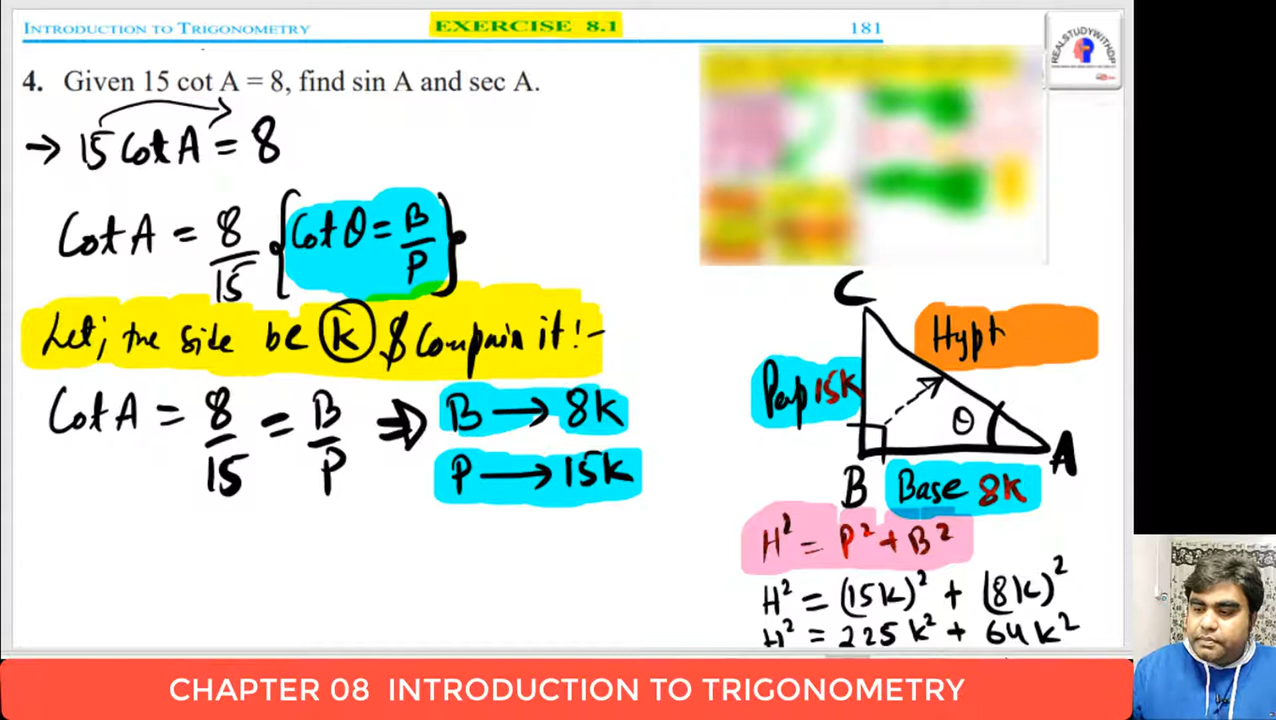 INTRODUCTION TO TRIGONOMETRY
EXERCISE 8.1
181
REALSTUDYWITHDP
4. Given 15 cot A = 8, find sin A and sec A.
→ 15 Cot A = 8
Cot A = 8/15 {Cot θ = B/P}
Let; the side be k & Compair it :-
Cot A = 8/15 = B/P ⇒ B → 8k
P → 15k
C
Hypt
Perp 15k
θ
A
B
Base 8k
H² = P² + B²
H² = (15k)² + (8k)²
H² = 225k² + 64k²
CHAPTER 08 INTRODUCTION TO TRIGONOMETRY